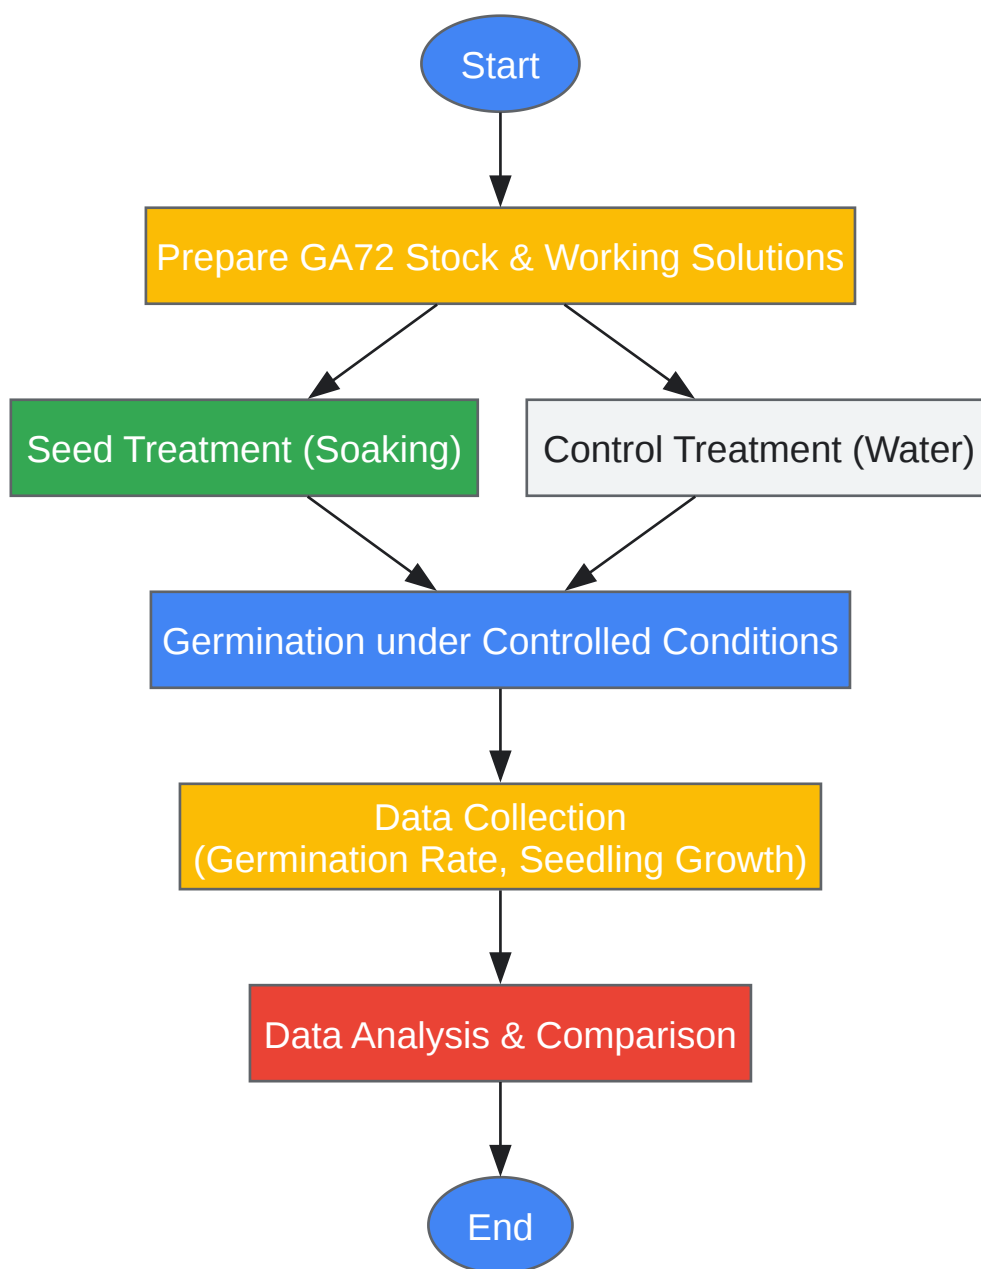 Start
Prepare GA72 Stock & Working Solutions
Seed Treatment (Soaking)
Control Treatment (Water)
Germination under Controlled Conditions
Data Collection
(Germination Rate, Seedling Growth)
Data Analysis & Comparison
End